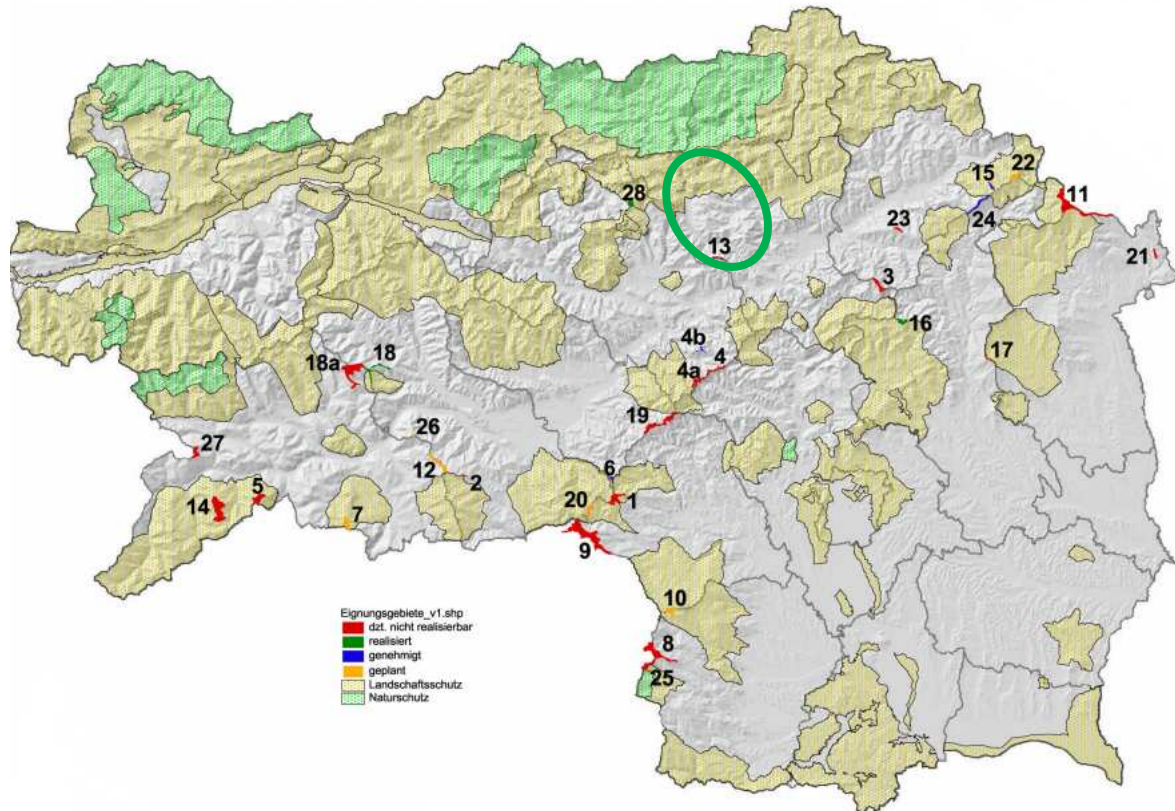 28
15
22
11
23
24
13
21
3
16
4b
17
18a
18
4a
4
19
26
27
12
2
6
5
14
7
20
1
9
10
8
25
Eignungsgebiete_v1.shp
dzt. nicht realisierbar
realisiert
genehmigt
geplant
Landschaftsschutz
Naturschutz